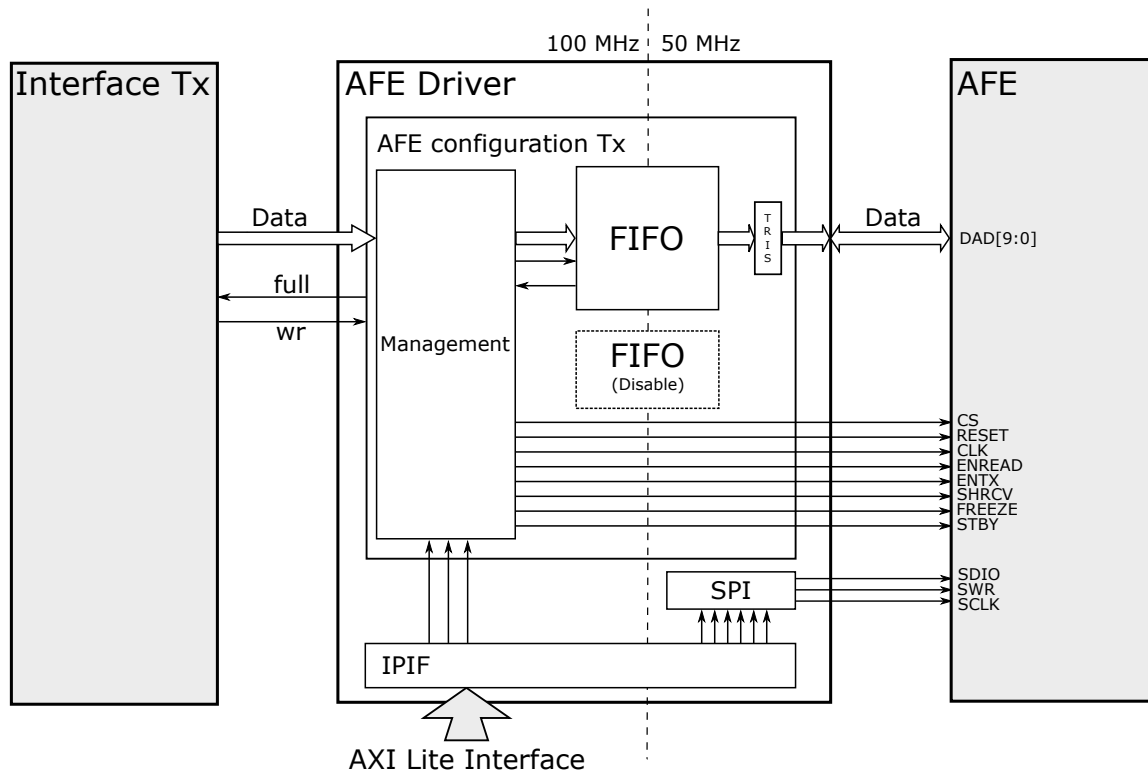 100 MHz
50 MHz
Interface Tx
AFE Driver
AFE
AFE configuration Tx
Data
full
wr
Management
FIFO
TRIS
Data
DAD[9:0]
FIFO
(Disable)
CS
RESET
CLK
ENREAD
ENTX
SHRCV
FREEZE
STBY
SPI
SDIO
SWR
SCLK
IPIF
AXI Lite Interface